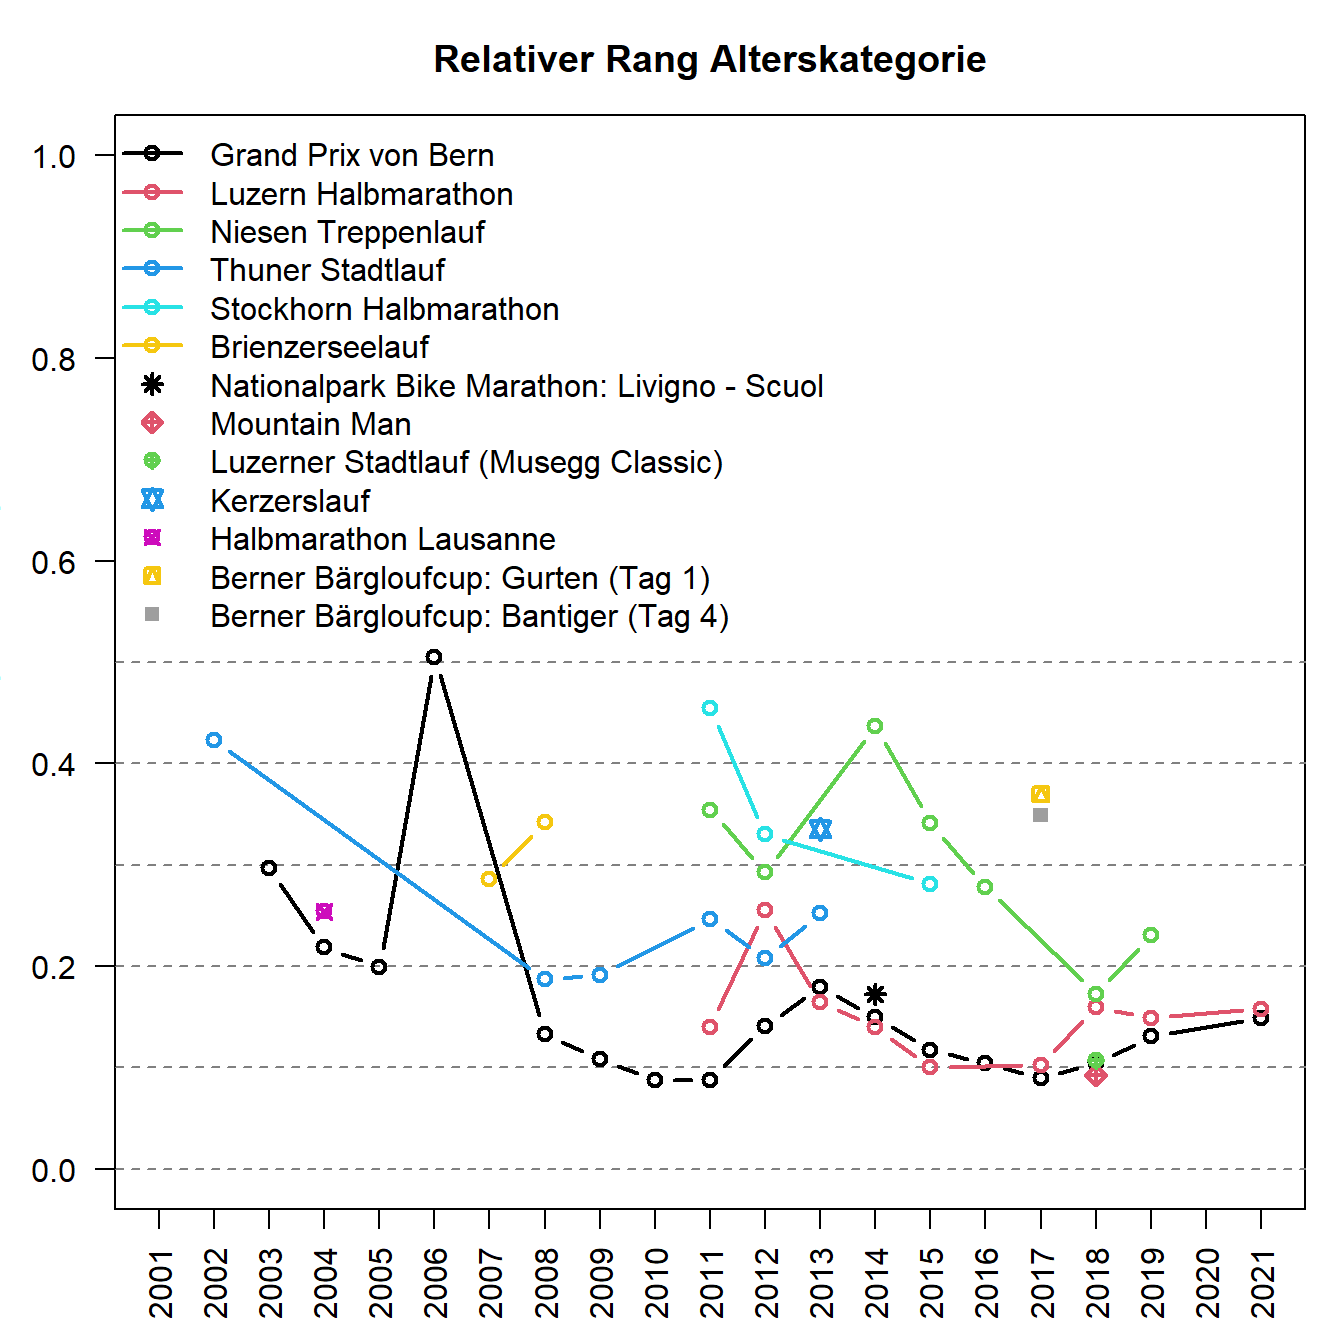 Relativer Rang Alterskategorie
1.0
0.8
0.6
0.4
0.2
0.0
Grand Prix von Bern
Luzern Halbmarathon
Niesen Treppenlauf
Thuner Stadtlauf
Stockhorn Halbmarathon
Brienzerseelauf
Nationalpark Bike Marathon: Livigno - Scuol
Mountain Man
Luzerner Stadtlauf (Musegg Classic)
Kerzerslauf
Halbmarathon Lausanne
Berner Bärgloufcup: Gurten (Tag 1)
Berner Bärgloufcup: Bantiger (Tag 4)
2001
2002
2003
2004
2005
2006
2007
2008
2009
2010
2011
2012
2013
2014
2015
2016
2017
2018
2019
2020
2021